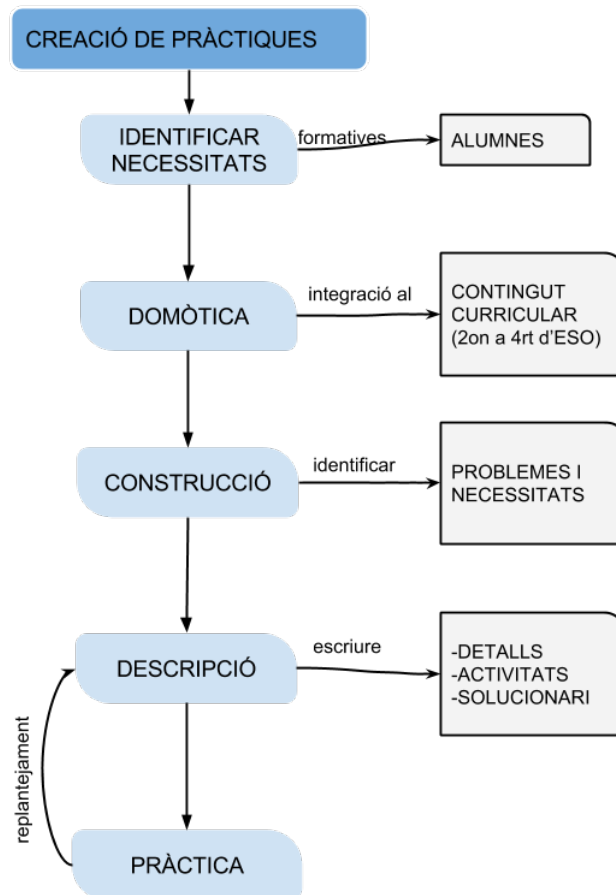 CREACIÓ DE PRÀCTIQUES
IDENTIFICAR
NECESSITATS
formatives
ALUMNES
DOMÒTICA
integració al
CONTINGUT
CURRICULAR
(2on a 4rt d'ESO)
CONSTRUCCIÓ
identificar
PROBLEMES I
NECESSITATS
DESCRIPCIÓ
escriure
-DETALLS
-ACTIVITATS
-SOLUCIONARI
replantejament
PRÀCTICA